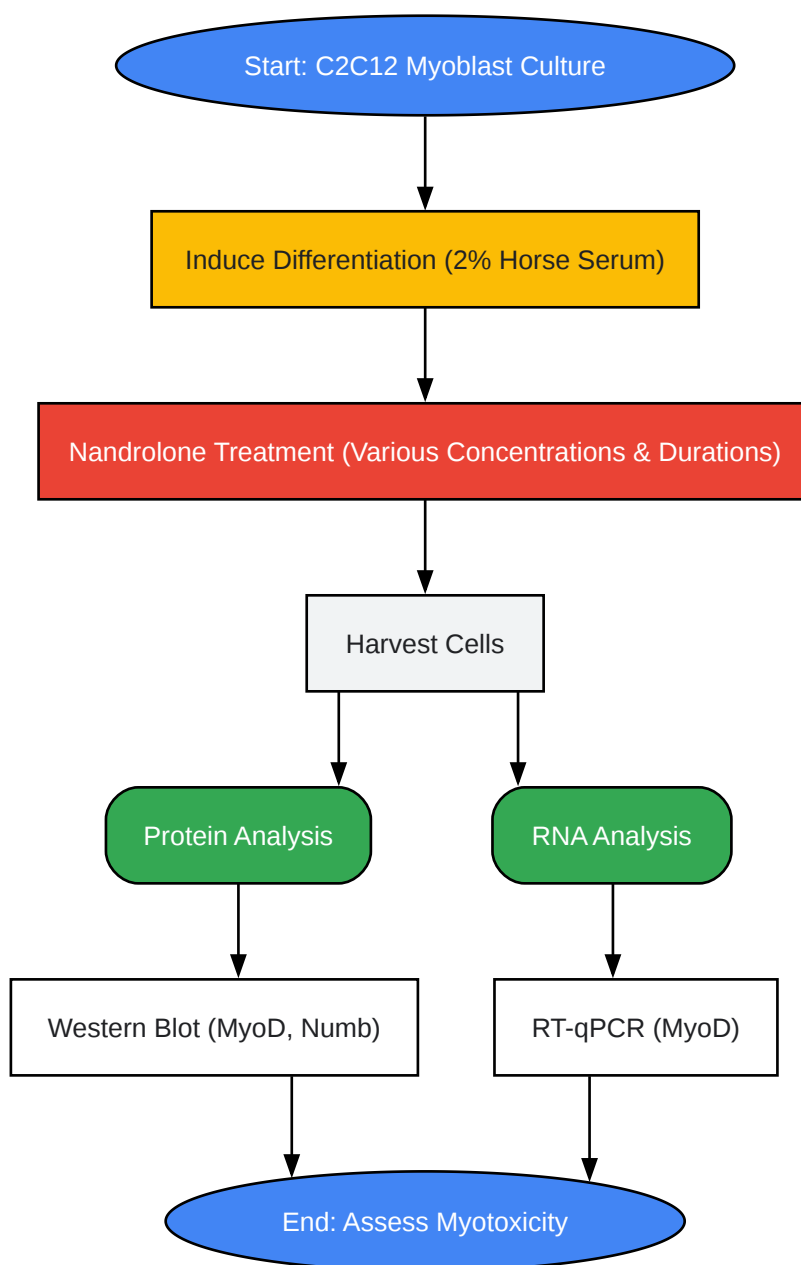 Start: C2C12 Myoblast Culture
Induce Differentiation (2% Horse Serum)
Nandrolone Treatment (Various Concentrations & Durations)
Harvest Cells
Protein Analysis
RNA Analysis
Western Blot (MyoD, Numb)
RT-qPCR (MyoD)
End: Assess Myotoxicity